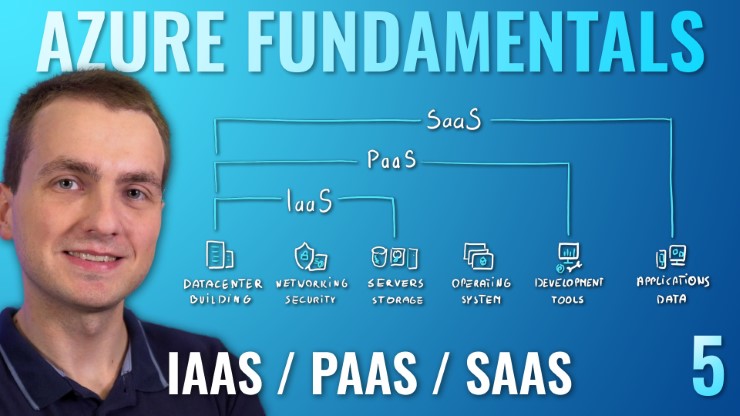 AZURE FUNDAMENTALS
SaaS
PaaS
IaaS
DATACENTER
BUILDING
NETWORKING
SECURITY
SERVERS
STORAGE
OPERATING
SYSTEM
DEVELOPMENT
TOOLS
APPLICATIONS
DATA
IAAS / PAAS / SAAS
5